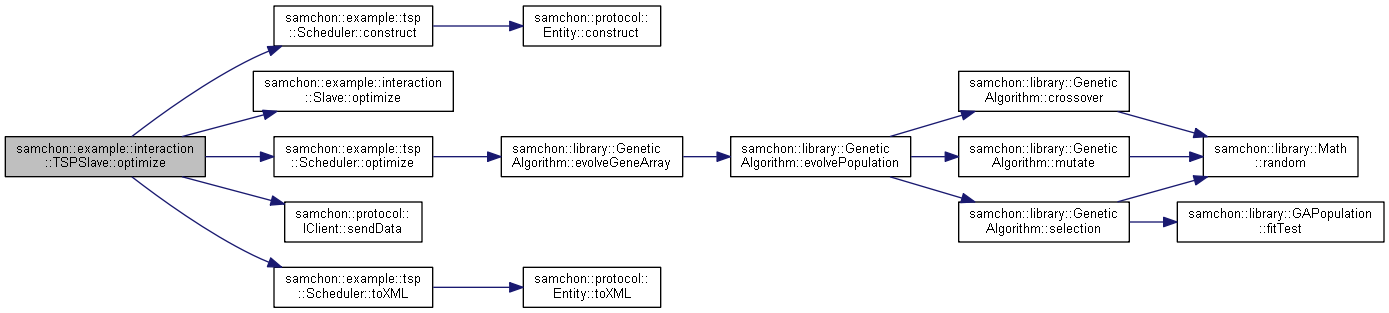 samchon::example::interaction
::TSPSlave::optimize
samchon::example::tsp
::Scheduler::construct
samchon::protocol::
Entity::construct
samchon::example::interaction
::Slave::optimize
samchon::example::tsp
::Scheduler::optimize
samchon::library::Genetic
Algorithm::evolveGeneArray
samchon::library::Genetic
Algorithm::evolvePopulation
samchon::library::Genetic
Algorithm::crossover
samchon::library::Genetic
Algorithm::mutate
samchon::library::Genetic
Algorithm::selection
samchon::library::Math
::random
samchon::library::GAPopulation
::fitTest
samchon::protocol::
IClient::sendData
samchon::example::tsp
::Scheduler::toXML
samchon::protocol::
Entity::toXML